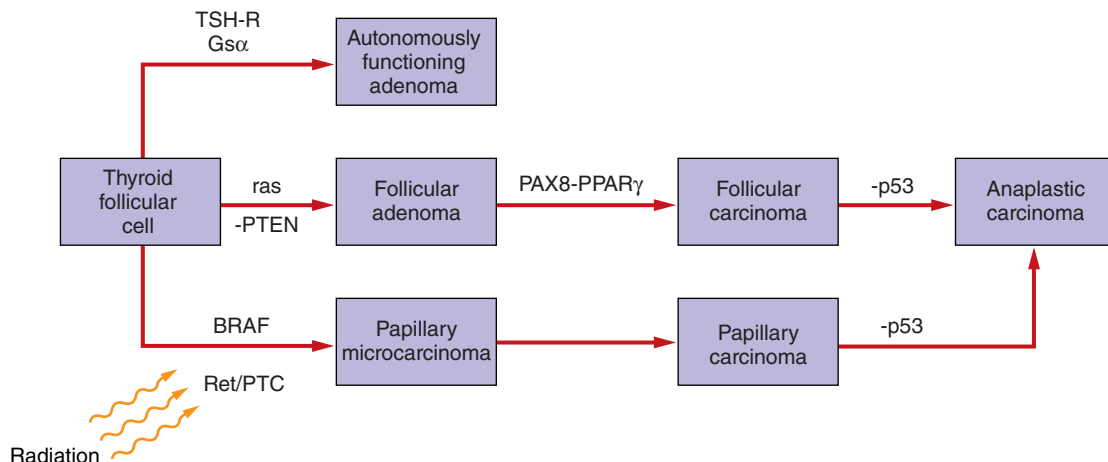 TSH-R
Gsα
Autonomously
functioning
adenoma
Thyroid
follicular
cell
ras
-PTEN
Follicular
adenoma
PAX8-PPARγ
Follicular
carcinoma
-p53
Anaplastic
carcinoma
BRAF
Ret/PTC
Papillary
microcarcinoma
Papillary
carcinoma
-p53
Radiation